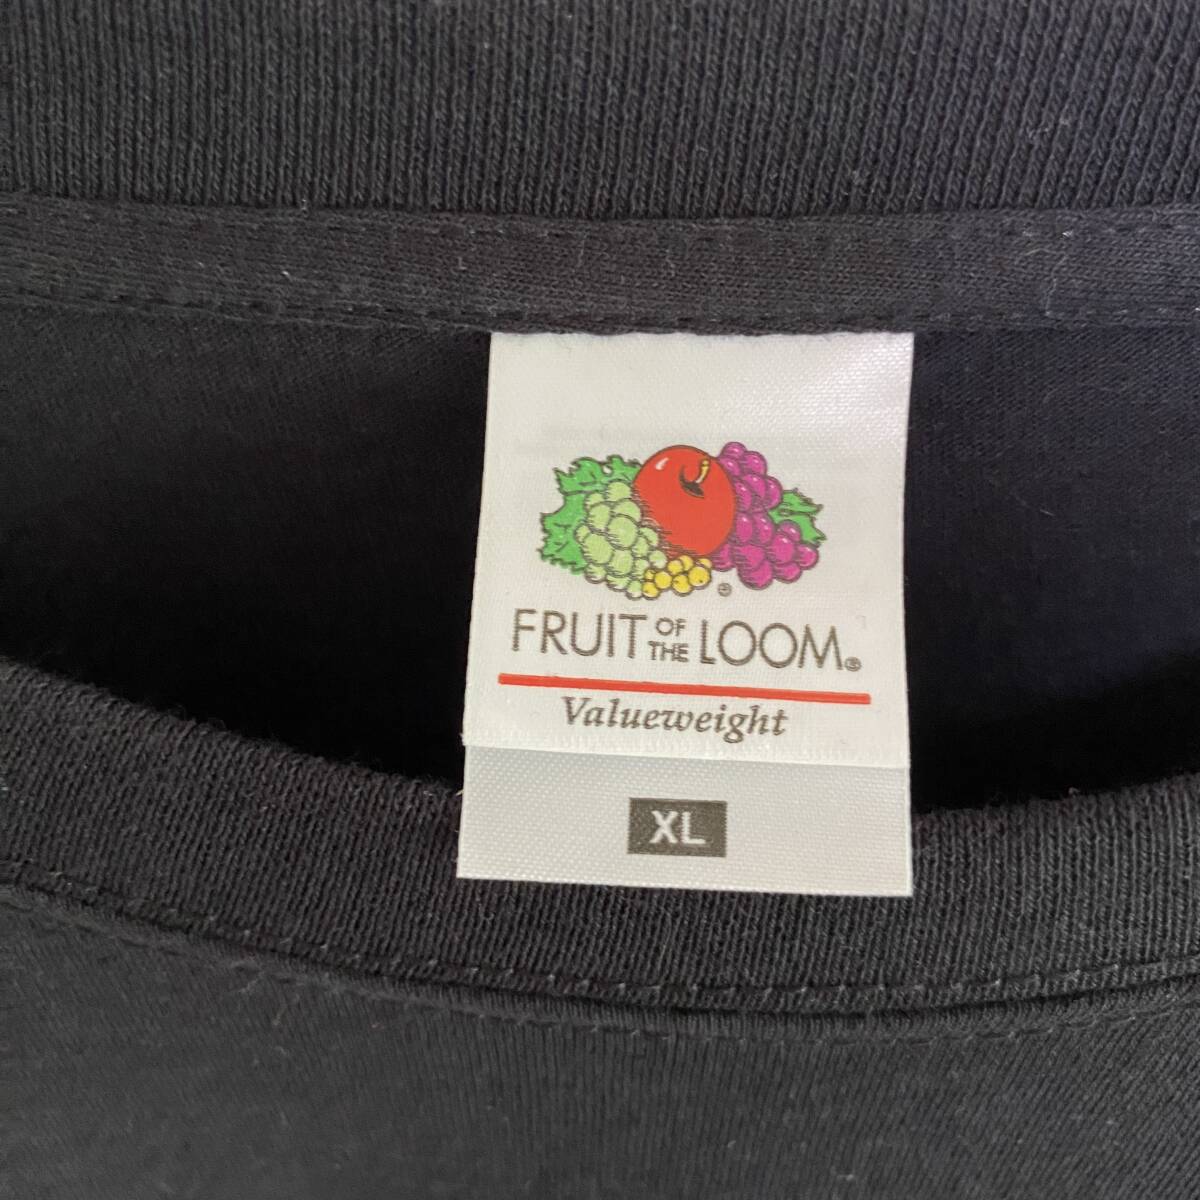 ®
FRUIT OF THE LOOM®
Valueweight
XL